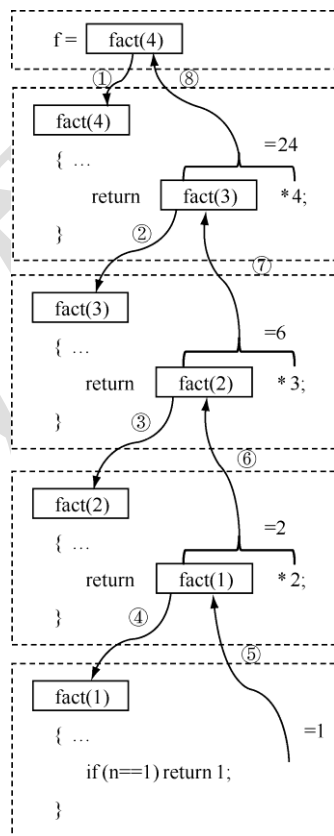 f = fact(4)
① ⑧
fact(4)
=24
{ …
return fact(3) *4;
②
}
⑦
fact(3)
=6
{ …
return fact(2) *3;
③
}
⑥
fact(2)
=2
{ …
return fact(1) *2;
④
}
⑤
fact(1)
=1
{ …
if (n==1) return 1;
}